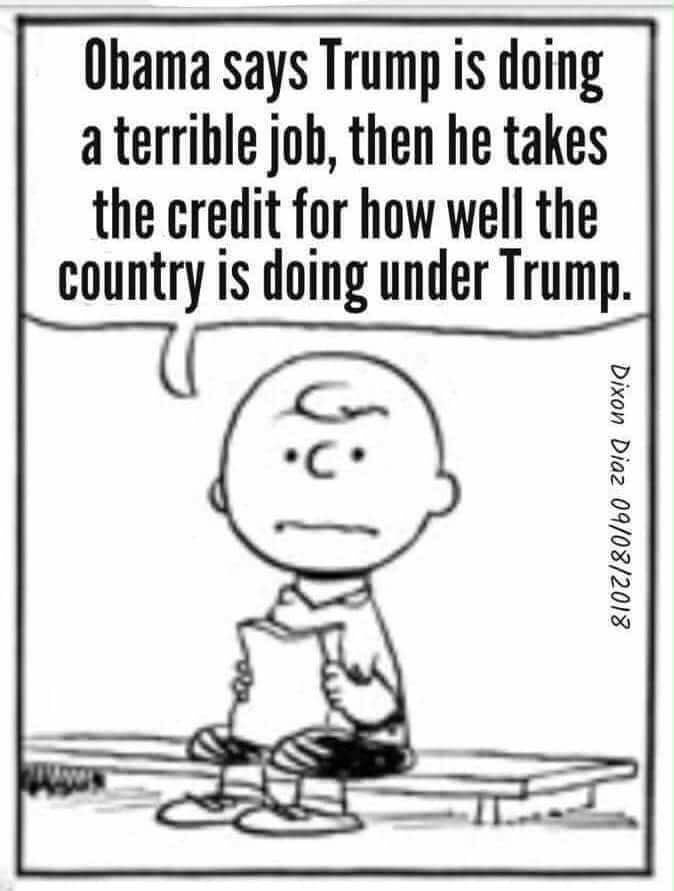 Obama says Trump is doing
a terrible job, then he takes
the credit for how well the
country is doing under Trump.
Dixon Diaz 09/08/2018